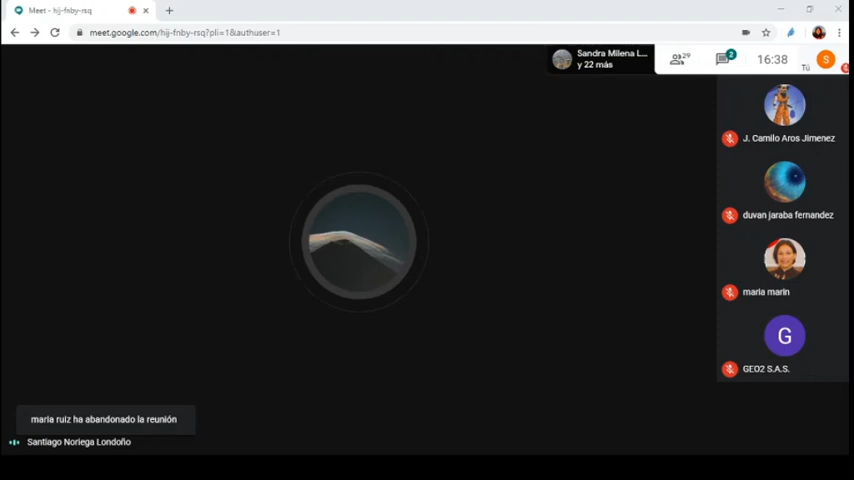 Meet - hij-fnby-rsq
meet.google.com/hij-fnby-rsq?pli=1&authuser=1
Sandra Milena L...
y 22 más
29
2
16:38
Tú
S
J. Camilo Aros Jimenez
duvan jaraba fernandez
maria marin
G
GEO2 S.A.S.
maria ruiz ha abandonado la reunión
Santiago Noriega Londoño